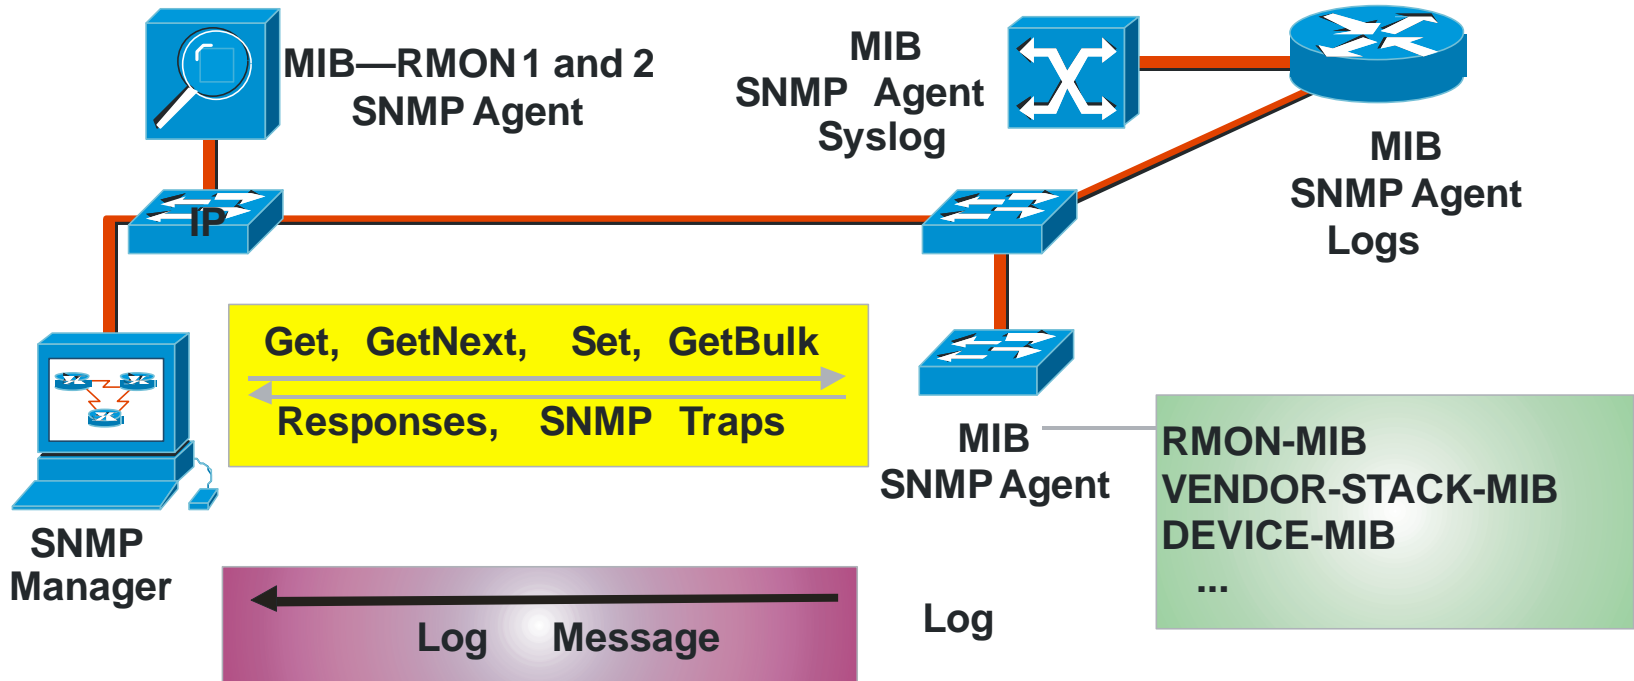 MIB—RMON 1 and 2
SNMP Agent
MIB
SNMP Agent
Syslog
MIB
SNMP Agent
Logs
IP
Get, GetNext, Set, GetBulk
Responses, SNMP Traps
MIB
SNMP Agent
RMON-MIB
VENDOR-STACK-MIB
DEVICE-MIB
...
SNMP
Manager
Log Message
Log